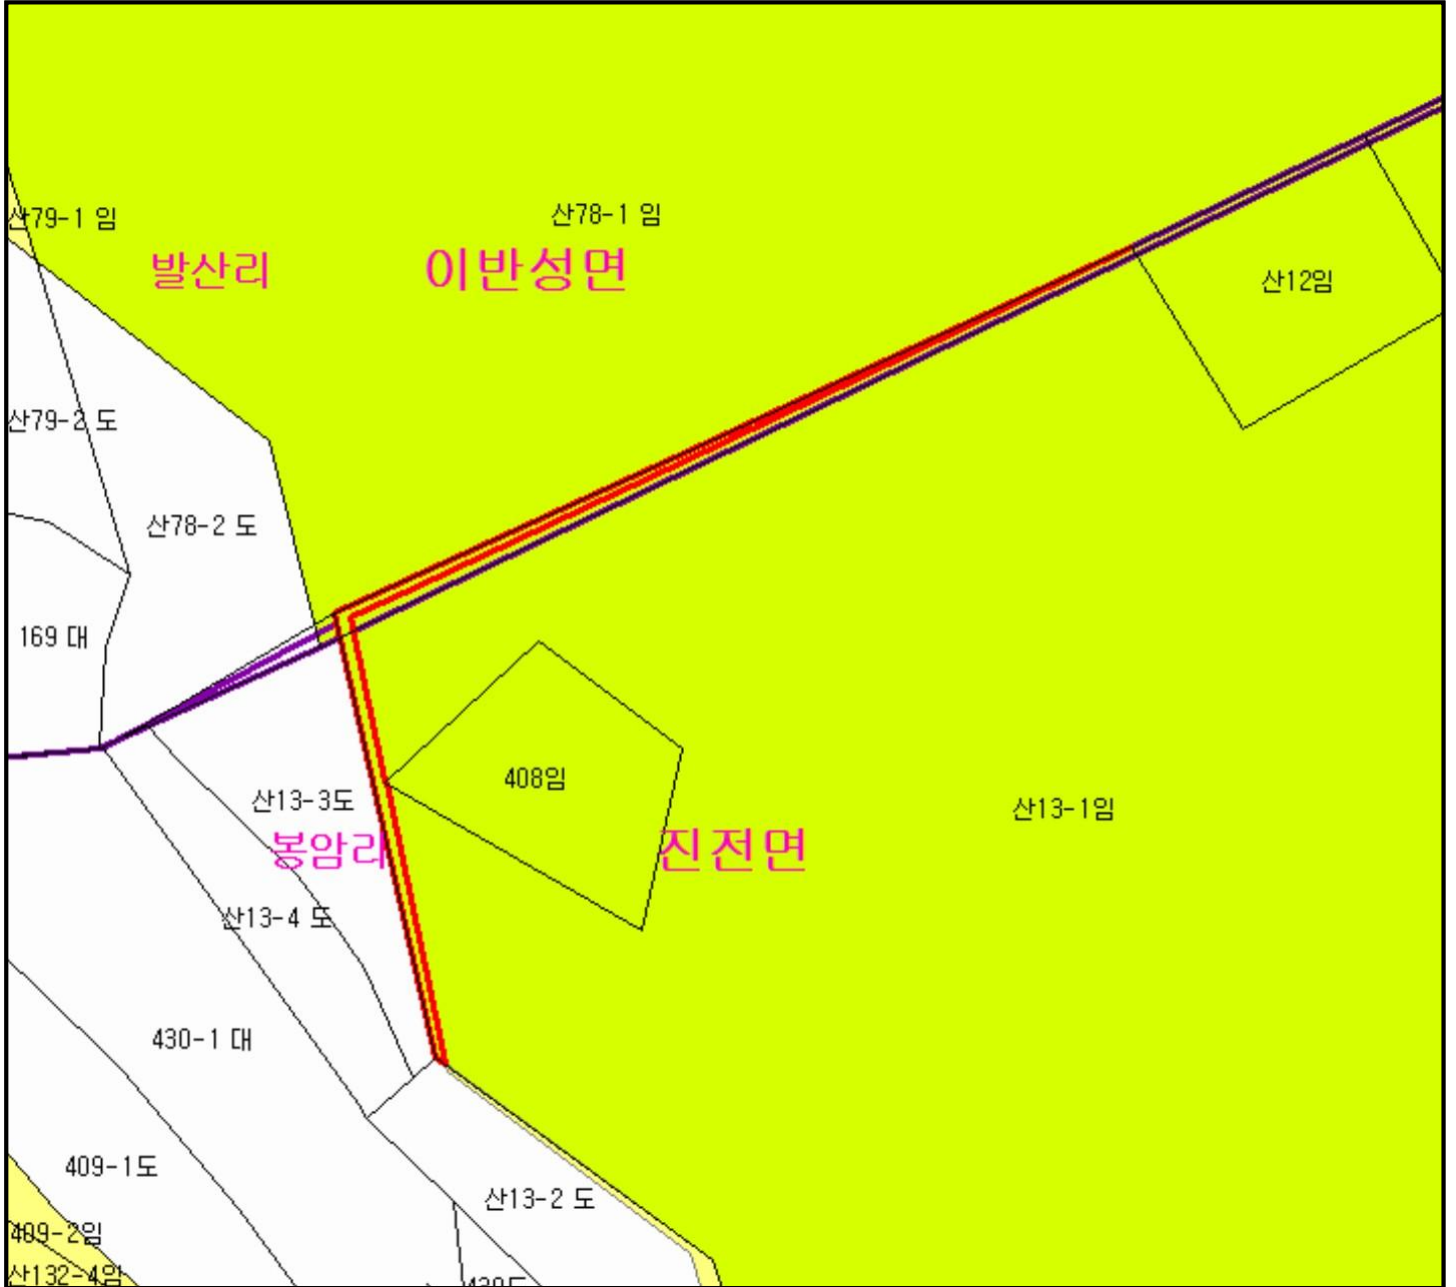 산79-1 임
산78-1 임
발산리
이반성면
산12임
산79-2 도
산78-2 도
169 대
408임
산13-3도
산13-1임
봉암리
진전면
산13-4 도
430-1 대
409-1도
산13-2 도
409-2임
산132-4임